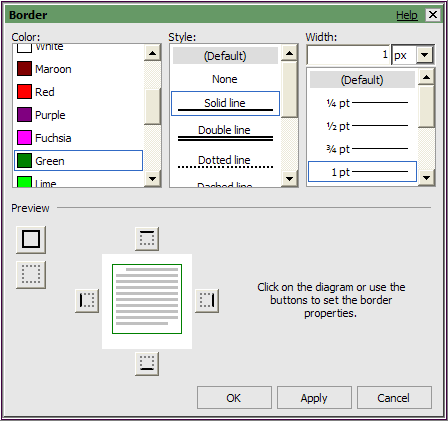 Border
Help
Color:
Style:
Width:
White
Maroon
Red
Purple
Fuchsia
Green
Lime
(Default)
None
Solid line
Double line
Dotted line
Dashed line
1
px
(Default)
¼ pt
½ pt
¾ pt
1 pt
Preview
Click on the diagram or use the
buttons to set the border
properties.
OK
Apply
Cancel